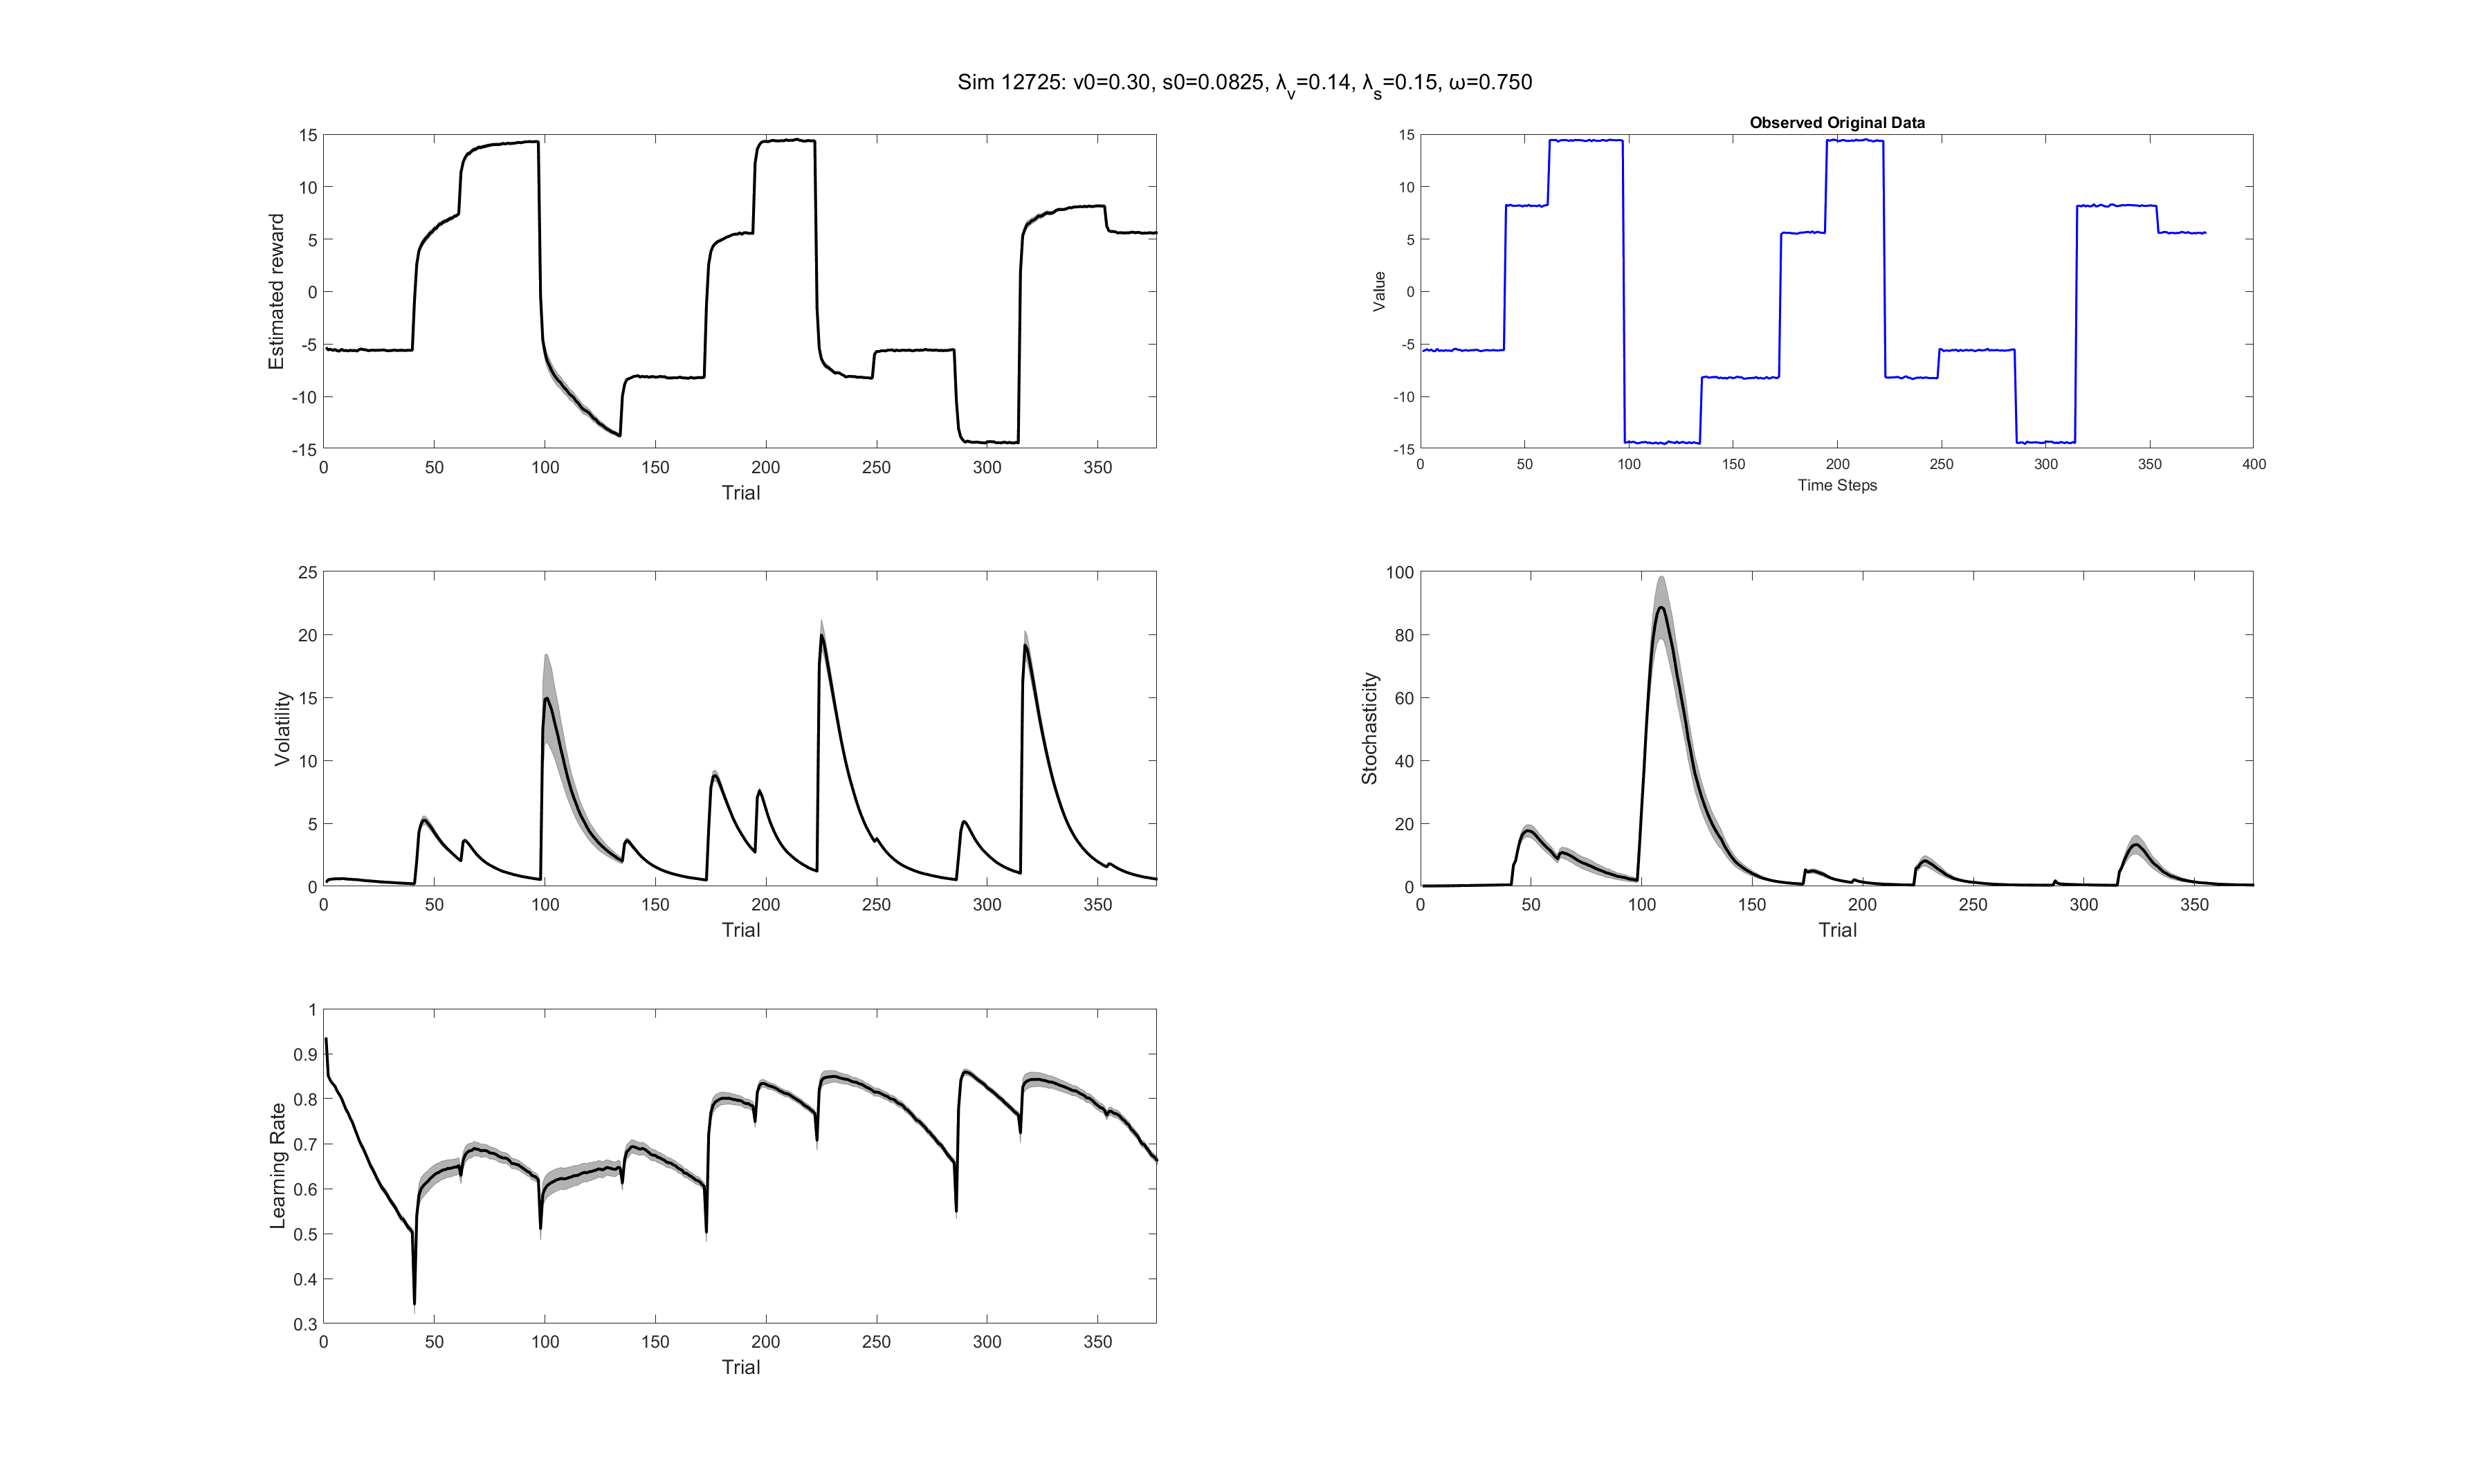 Sim 12725: v0=0.30, s0=0.0825, λv=0.14, λs=0.15, ω=0.750
15
10
5
0
-5
-10
-15
Estimated reward
0 50 100 150 200 250 300 350
Trial
Observed Original Data
15
10
5
0
-5
-10
-15
Value
0 50 100 150 200 250 300 350 400
Time Steps
25
20
15
10
5
0
Volatility
0 50 100 150 200 250 300 350
Trial
100
80
60
40
20
0
Stochasticity
0 50 100 150 200 250 300 350
Trial
1
0.9
0.8
0.7
0.6
0.5
0.4
0.3
Learning Rate
0 50 100 150 200 250 300 350
Trial